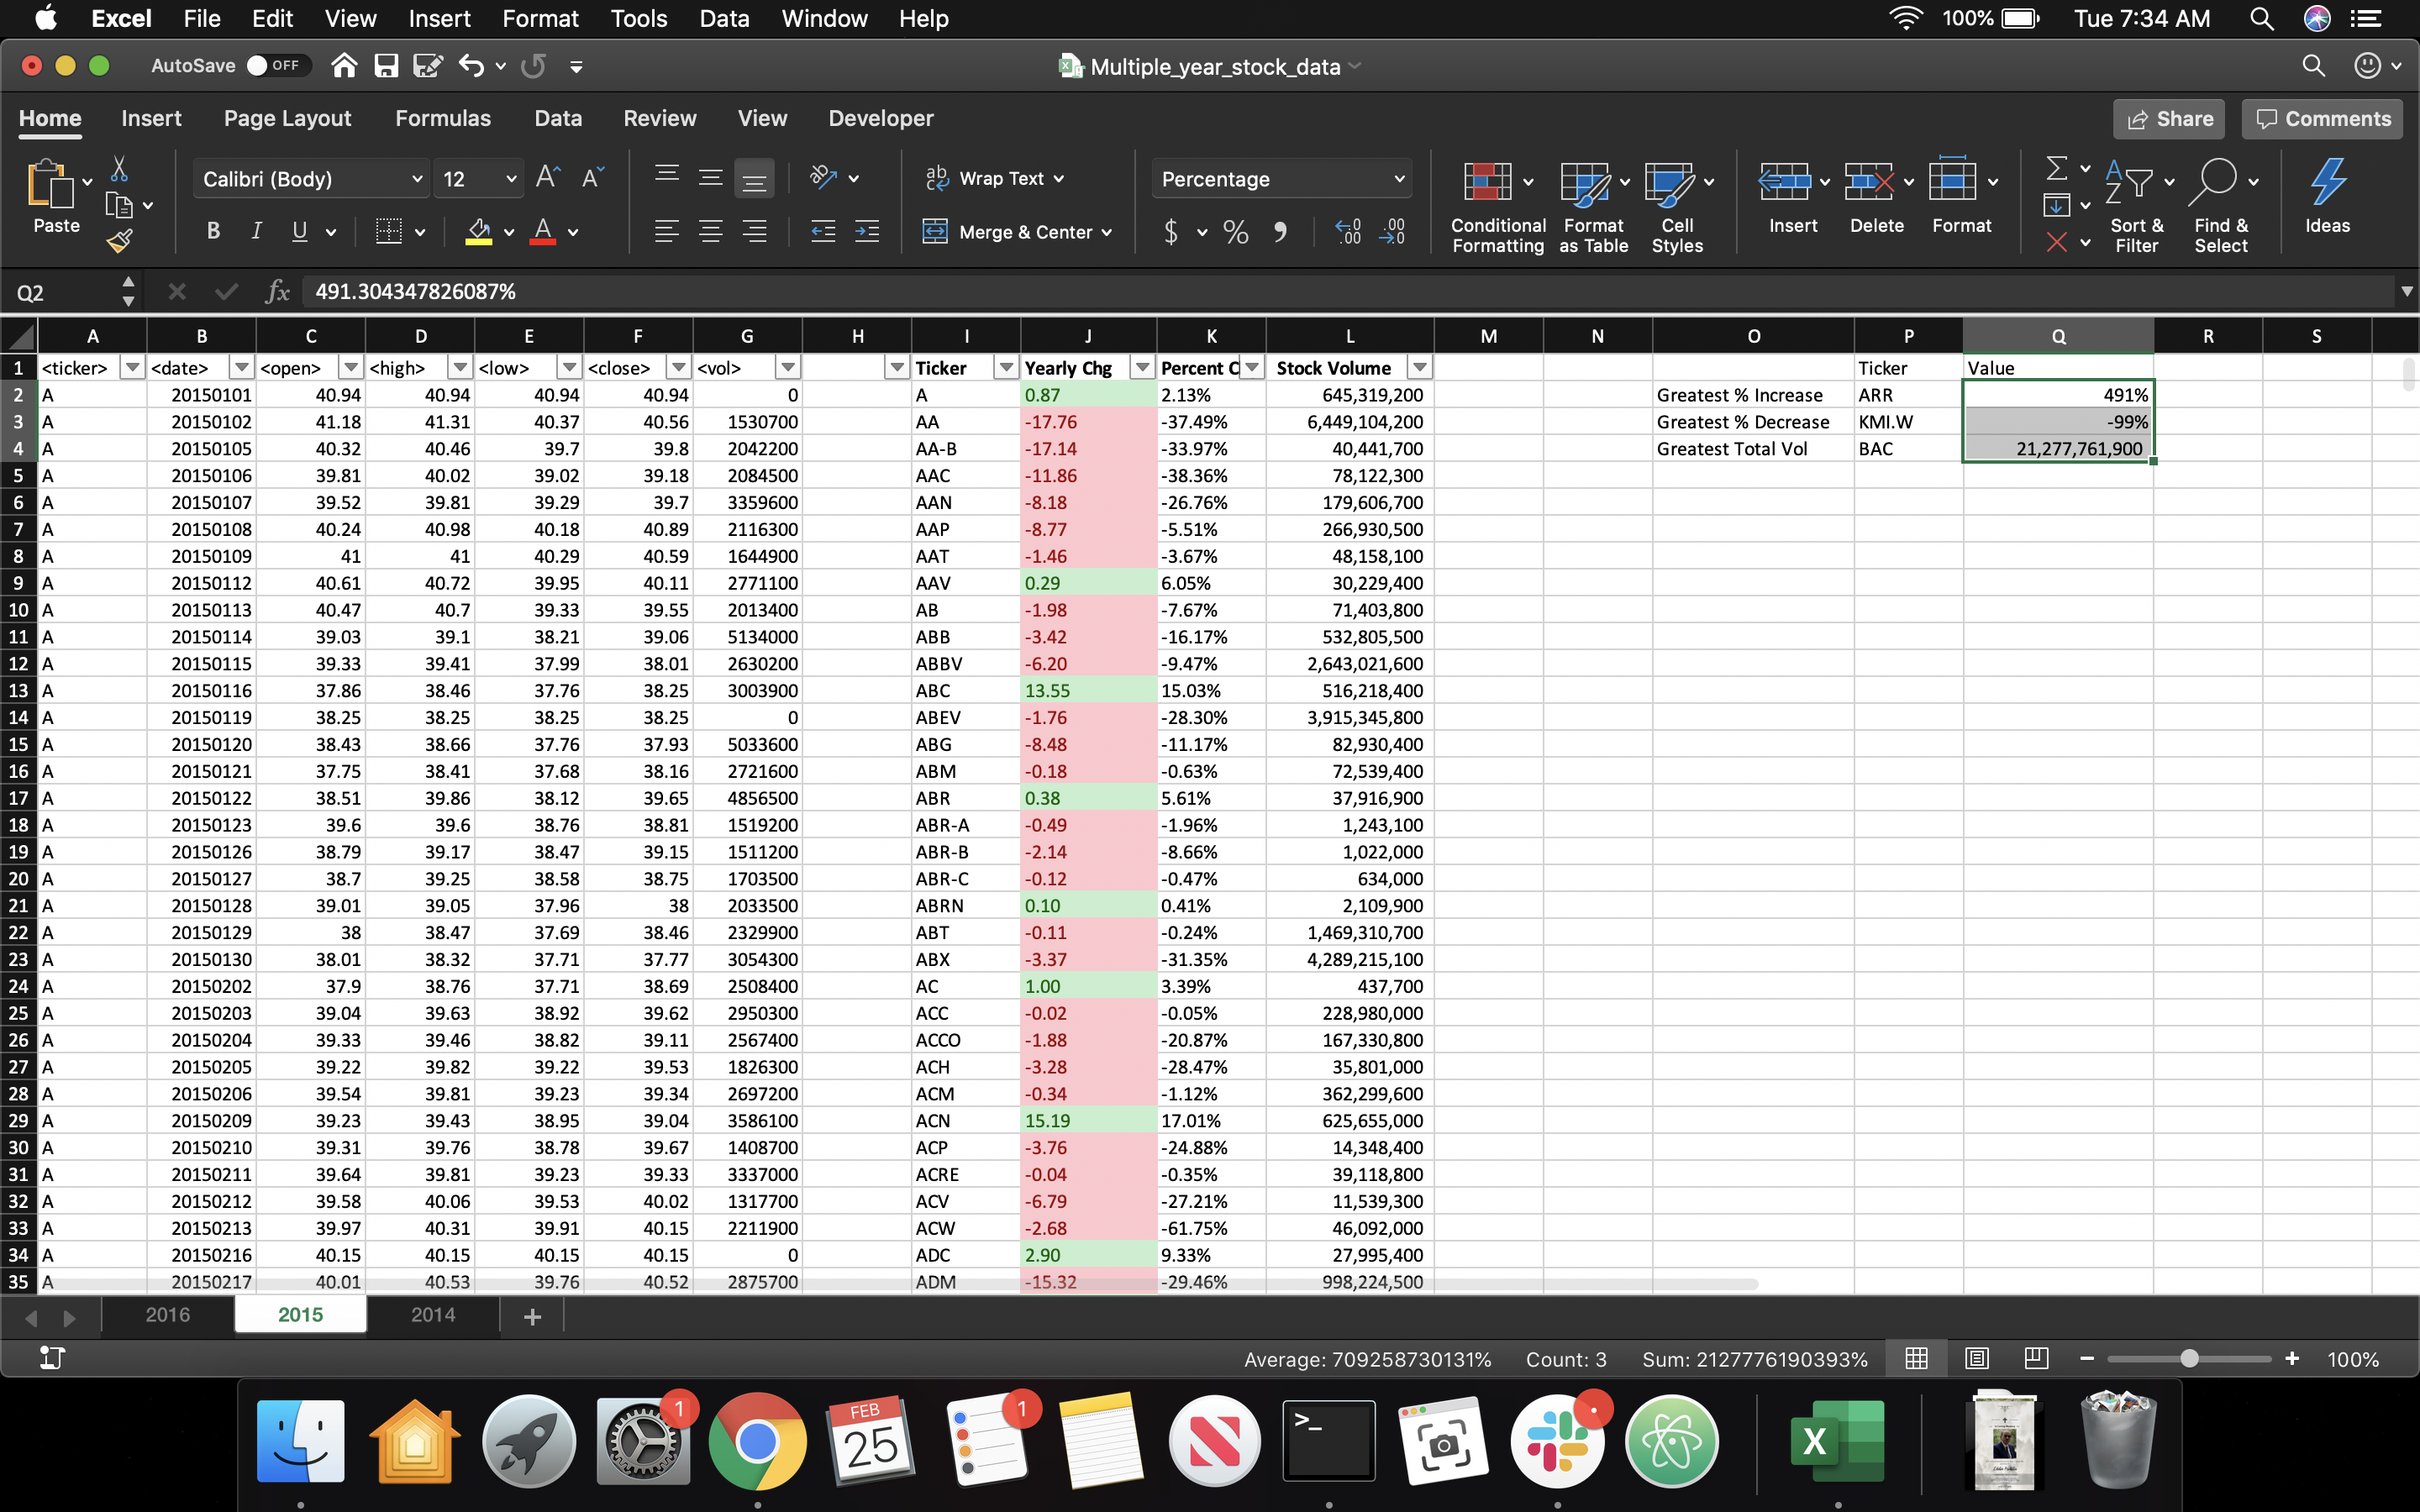 Excel File Edit View Insert Format Tools Data Window Help 100% Tue 7:34 AM
AutoSave OFF Multiple_year_stock_data
Home Insert Page Layout Formulas Data Review View Developer Share Comments
Paste Calibri (Body) 12 A^ A˅ ab c Wrap Text Percentage Conditional Formatting Format as Table Cell Styles Insert Delete Format Sort & Filter Find & Select Ideas
B I U A Merge & Center $ % 9 .00 .00 →.0
Q2 fx 491.304347826087%
A B C D E F G H I J K L M N O P Q R S
1 <ticker> <date> <open> <high> <low> <close> <vol> Ticker Yearly Chg Percent C Stock Volume Ticker Value
2 A 20150101 40.94 40.94 40.94 40.94 0 A 0.87 2.13% 645,319,200 Greatest % Increase ARR 491%
3 A 20150102 41.18 41.31 40.37 40.56 1530700 AA -17.76 -37.49% 6,449,104,200 Greatest % Decrease KMI.W -99%
4 A 20150105 40.32 40.46 39.7 39.8 2042200 AA-B -17.14 -33.97% 40,441,700 Greatest Total Vol BAC 21,277,761,900
5 A 20150106 39.81 40.02 39.02 39.18 2084500 AAC -11.86 -38.36% 78,122,300
6 A 20150107 39.52 39.81 39.29 39.7 3359600 AAN -8.18 -26.76% 179,606,700
7 A 20150108 40.24 40.98 40.18 40.89 2116300 AAP -8.77 -5.51% 266,930,500
8 A 20150109 41 41 40.29 40.59 1644900 AAT -1.46 -3.67% 48,158,100
9 A 20150112 40.61 40.72 39.95 40.11 2771100 AAV 0.29 6.05% 30,229,400
10 A 20150113 40.47 40.7 39.33 39.55 2013400 AB -1.98 -7.67% 71,403,800
11 A 20150114 39.03 39.1 38.21 39.06 5134000 ABB -3.42 -16.17% 532,805,500
12 A 20150115 39.33 39.41 37.99 38.01 2630200 ABBV -6.20 -9.47% 2,643,021,600
13 A 20150116 37.86 38.46 37.76 38.25 3003900 ABC 13.55 15.03% 516,218,400
14 A 20150119 38.25 38.25 38.25 38.25 0 ABEV -1.76 -28.30% 3,915,345,800
15 A 20150120 38.43 38.66 37.76 37.93 5033600 ABG -8.48 -11.17% 82,930,400
16 A 20150121 37.75 38.41 37.68 38.16 2721600 ABM -0.18 -0.63% 72,539,400
17 A 20150122 38.51 39.86 38.12 39.65 4856500 ABR 0.38 5.61% 37,916,900
18 A 20150123 39.6 39.6 38.76 38.81 1519200 ABR-A -0.49 -1.96% 1,243,100
19 A 20150126 38.79 39.17 38.47 39.15 1511200 ABR-B -2.14 -8.66% 1,022,000
20 A 20150127 38.7 39.25 38.58 38.75 1703500 ABR-C -0.12 -0.47% 634,000
21 A 20150128 39.01 39.05 37.96 38 2033500 ABRN 0.10 0.41% 2,109,900
22 A 20150129 38 38.47 37.69 38.46 2329900 ABT -0.11 -0.24% 1,469,310,700
23 A 20150130 38.01 38.32 37.71 37.77 3054300 ABX -3.37 -31.35% 4,289,215,100
24 A 20150202 37.9 38.76 37.71 38.69 2508400 AC 1.00 3.39% 437,700
25 A 20150203 39.04 39.63 38.92 39.62 2950300 ACC -0.02 -0.05% 228,980,000
26 A 20150204 39.33 39.46 38.82 39.11 2567400 ACCO -1.88 -20.87% 167,330,800
27 A 20150205 39.22 39.82 39.22 39.53 1826300 ACH -3.28 -28.47% 35,801,000
28 A 20150206 39.54 39.81 39.23 39.34 2697200 ACM -0.34 -1.12% 362,299,600
29 A 20150209 39.23 39.43 38.95 39.04 3586100 ACN 15.19 17.01% 625,655,000
30 A 20150210 39.31 39.76 38.78 39.67 1408700 ACP -3.76 -24.88% 14,348,400
31 A 20150211 39.64 39.81 39.23 39.33 3337000 ACRE -0.04 -0.35% 39,118,800
32 A 20150212 39.58 40.06 39.53 40.02 1317700 ACV -6.79 -27.21% 11,539,300
33 A 20150213 39.97 40.31 39.91 40.15 2211900 ACW -2.68 -61.75% 46,092,000
34 A 20150216 40.15 40.15 40.15 40.15 0 ADC 2.90 9.33% 27,995,400
35 A 20150217 40.01 40.53 39.76 40.52 2875700 ADM -15.32 -29.46% 998,224,500
2016 2015 2014 +
Average: 709258730131% Count: 3 Sum: 2127776190393% 100%
1 FEB 25 1 >_ X